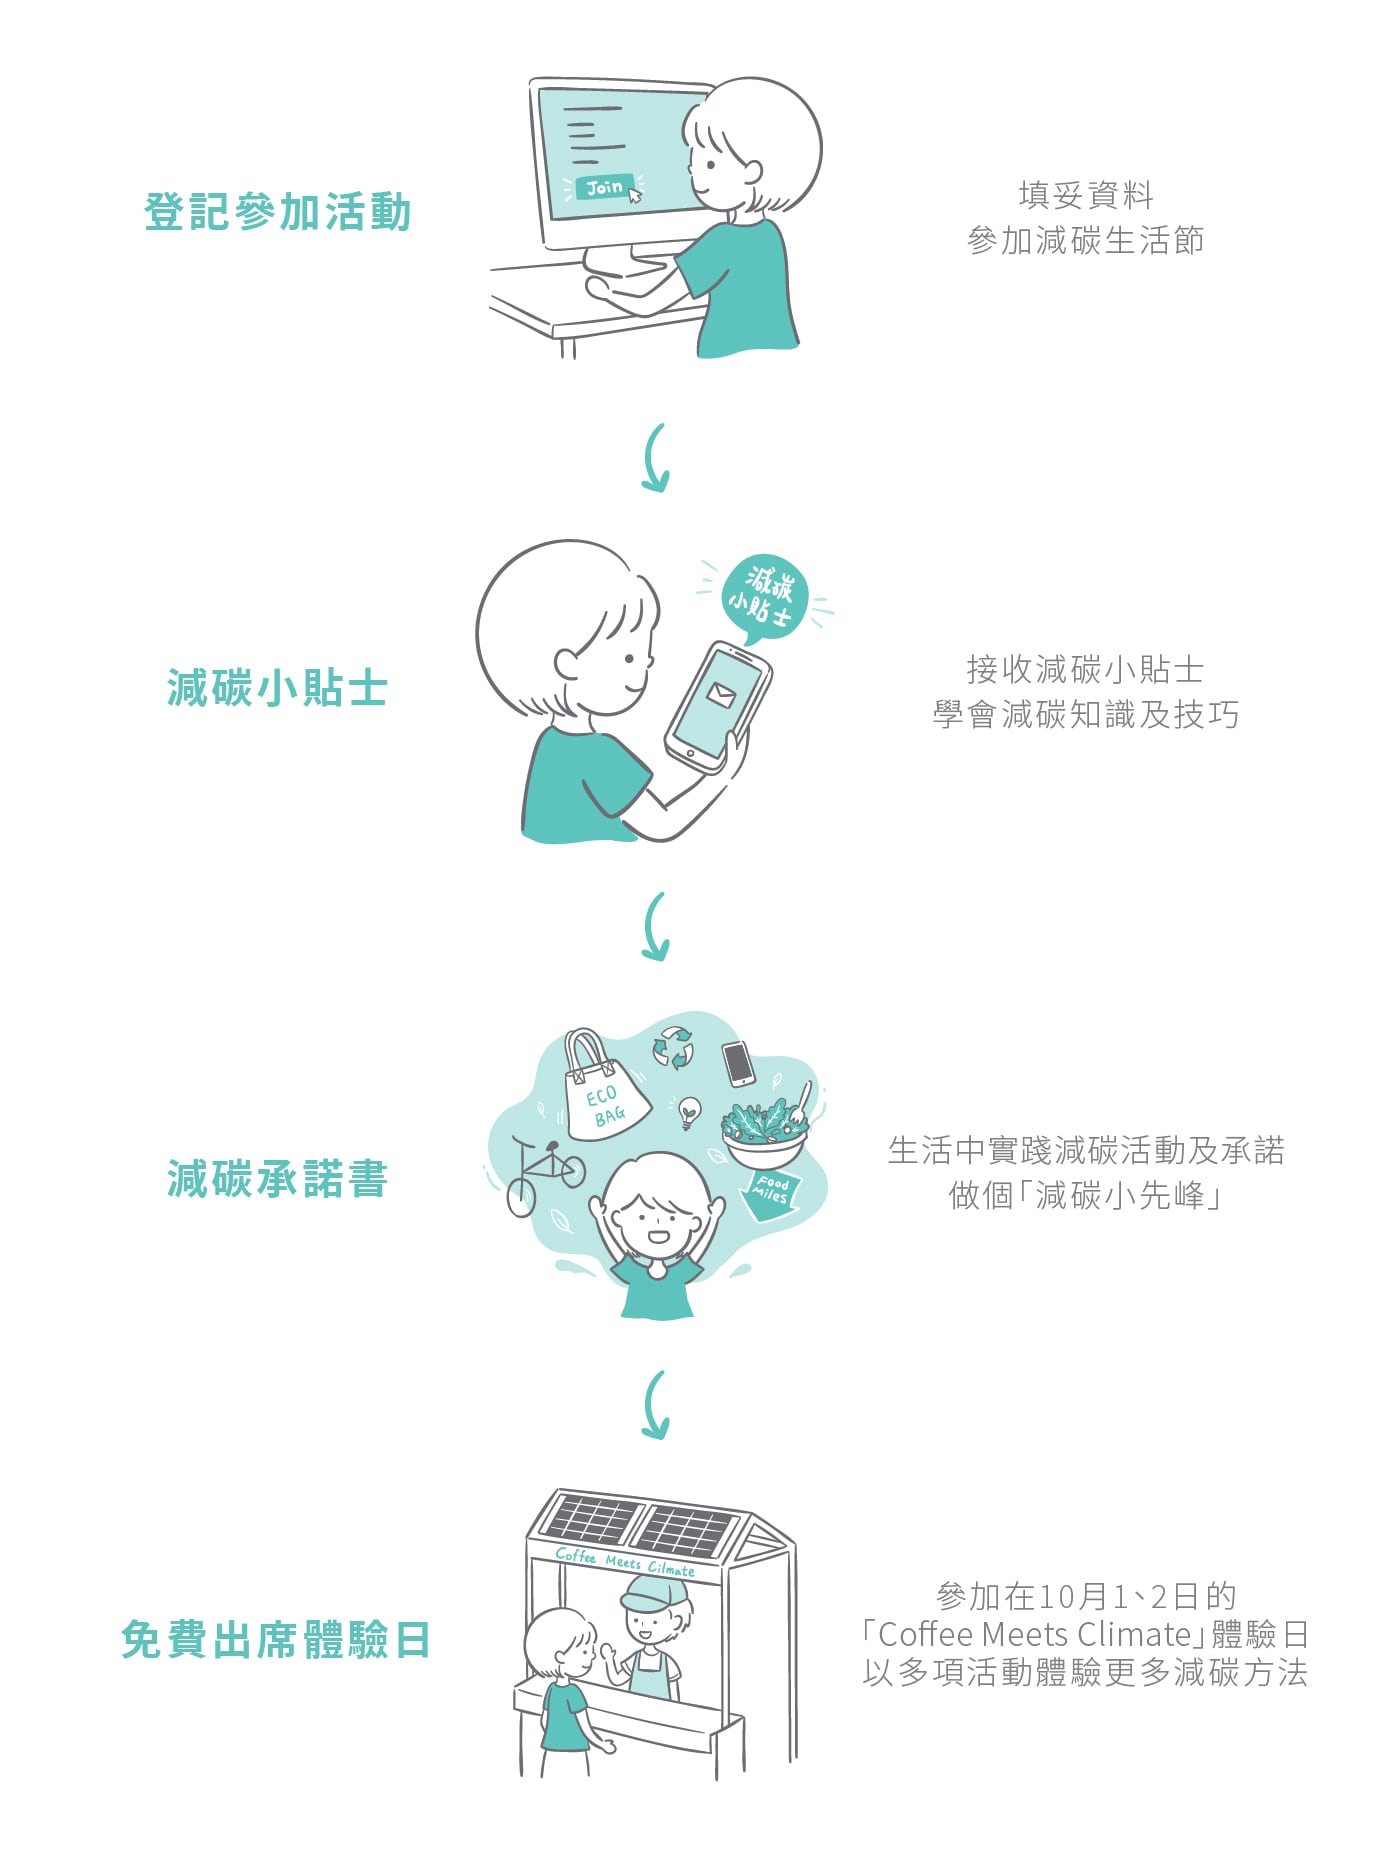 登記參加活動
Join
填妥資料
參加減碳生活節
減碳小貼士
減碳
小貼士
接收減碳小貼士
學會減碳知識及技巧
減碳承諾書
ECO
BAG
Food
Miles
生活中實踐減碳活動及承諾
做個「減碳小先峰」
免費出席體驗日
Coffee Meets Cilmate
參加在10月1、2日的
「Coffee Meets Climate」體驗日
以多項活動體驗更多減碳方法